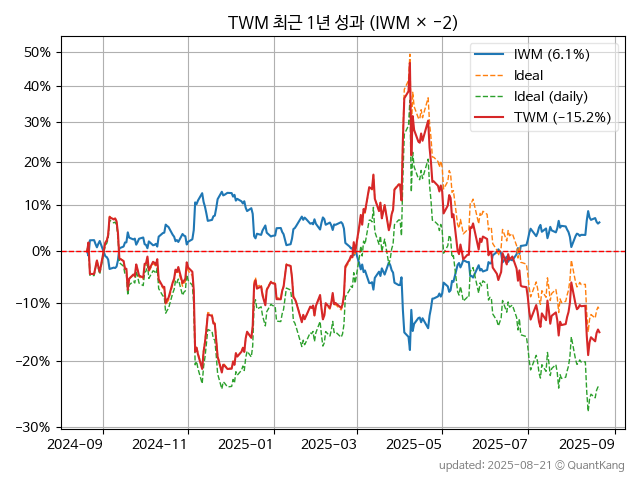 TWM 최근 1년 성과 (IWM × −2)
50%
40%
30%
20%
10%
0%
−10%
−20%
−30%
IWM (6.1%)
Ideal
Ideal (daily)
TWM (−15.2%)
2024-09
2024-11
2025-01
2025-03
2025-05
2025-07
2025-09
updated: 2025-08-21 © QuantKang